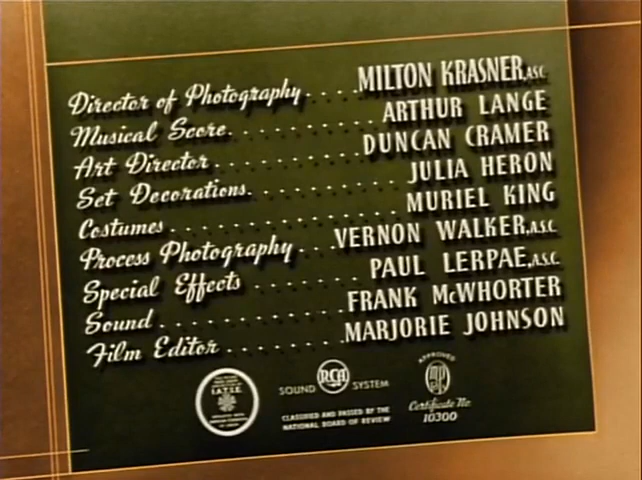 Director of Photography. . . . MILTON KRASNER, A.S.C.
Musical Score. . . . . . . . . . . ARTHUR LANGE
Art Director . . . . . . . . . . . DUNCAN CRAMER
Set Decorations. . . . . . . . . . . JULIA HERON
Costumes . . . . . . . . . . . . . . MURIEL KING
Process Photography . . . VERNON WALKER, A.S.C.
Special Effects . . . . . . . PAUL LERPAE, A.S.C.
Sound . . . . . . . . . . . . FRANK McWHORTER
Film Editor . . . . . . . . MARJORIE JOHNSON
I.A.T.S.E.
SOUND RCA SYSTEM
CLASSIFIED AND PASSED BY THE
NATIONAL BOARD OF REVIEW
APPROVED
Certificate No.
10300